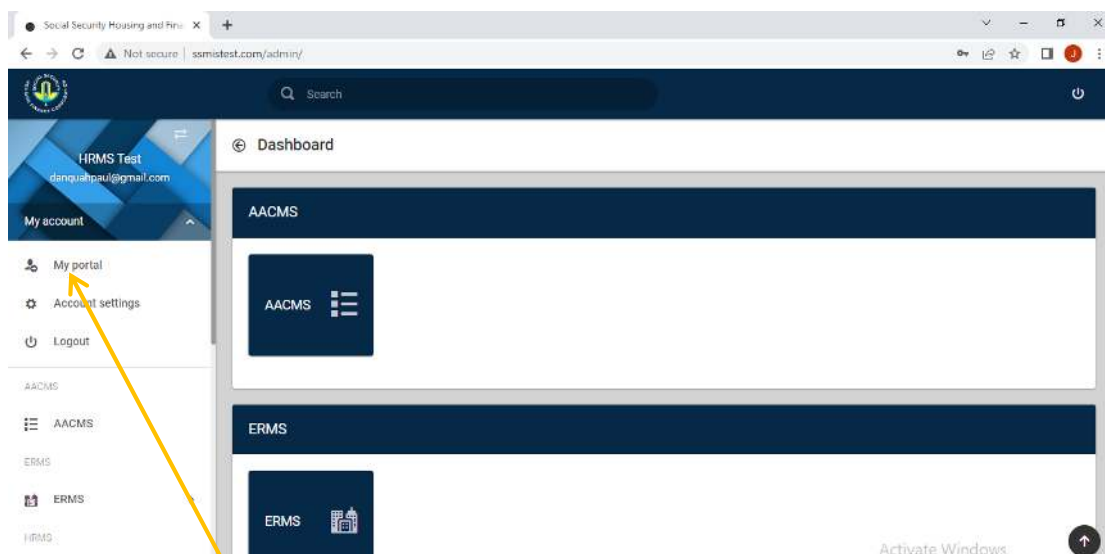 Social Security Housing and Fina
Not secure | ssmistest.com/admin/
Search
HRMS Test
danquahpaul@gmail.com
My account
My portal
Account settings
Logout
AACMS
AACMS
ERMS
ERMS
HRMS
Dashboard
AACMS
AACMS
ERMS
ERMS
Activate Windows